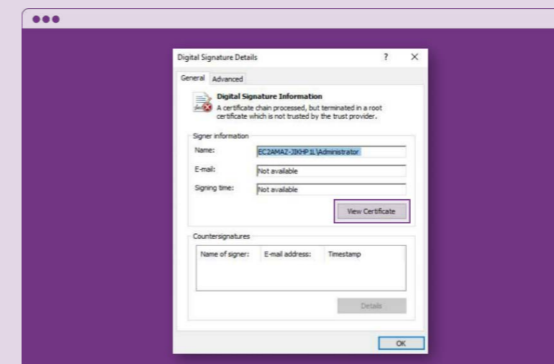 Digital Signature Details ? ×
General Advanced
Digital Signature Information
A certificate chain processed, but terminated in a root
certificate which is not trusted by the trust provider.
Signer information
Name: \Administrator
E-mail: Not available
Signing time: Not available
View Certificate
Countersignatures
Name of signer: E-mail address: Timestamp
Details
OK